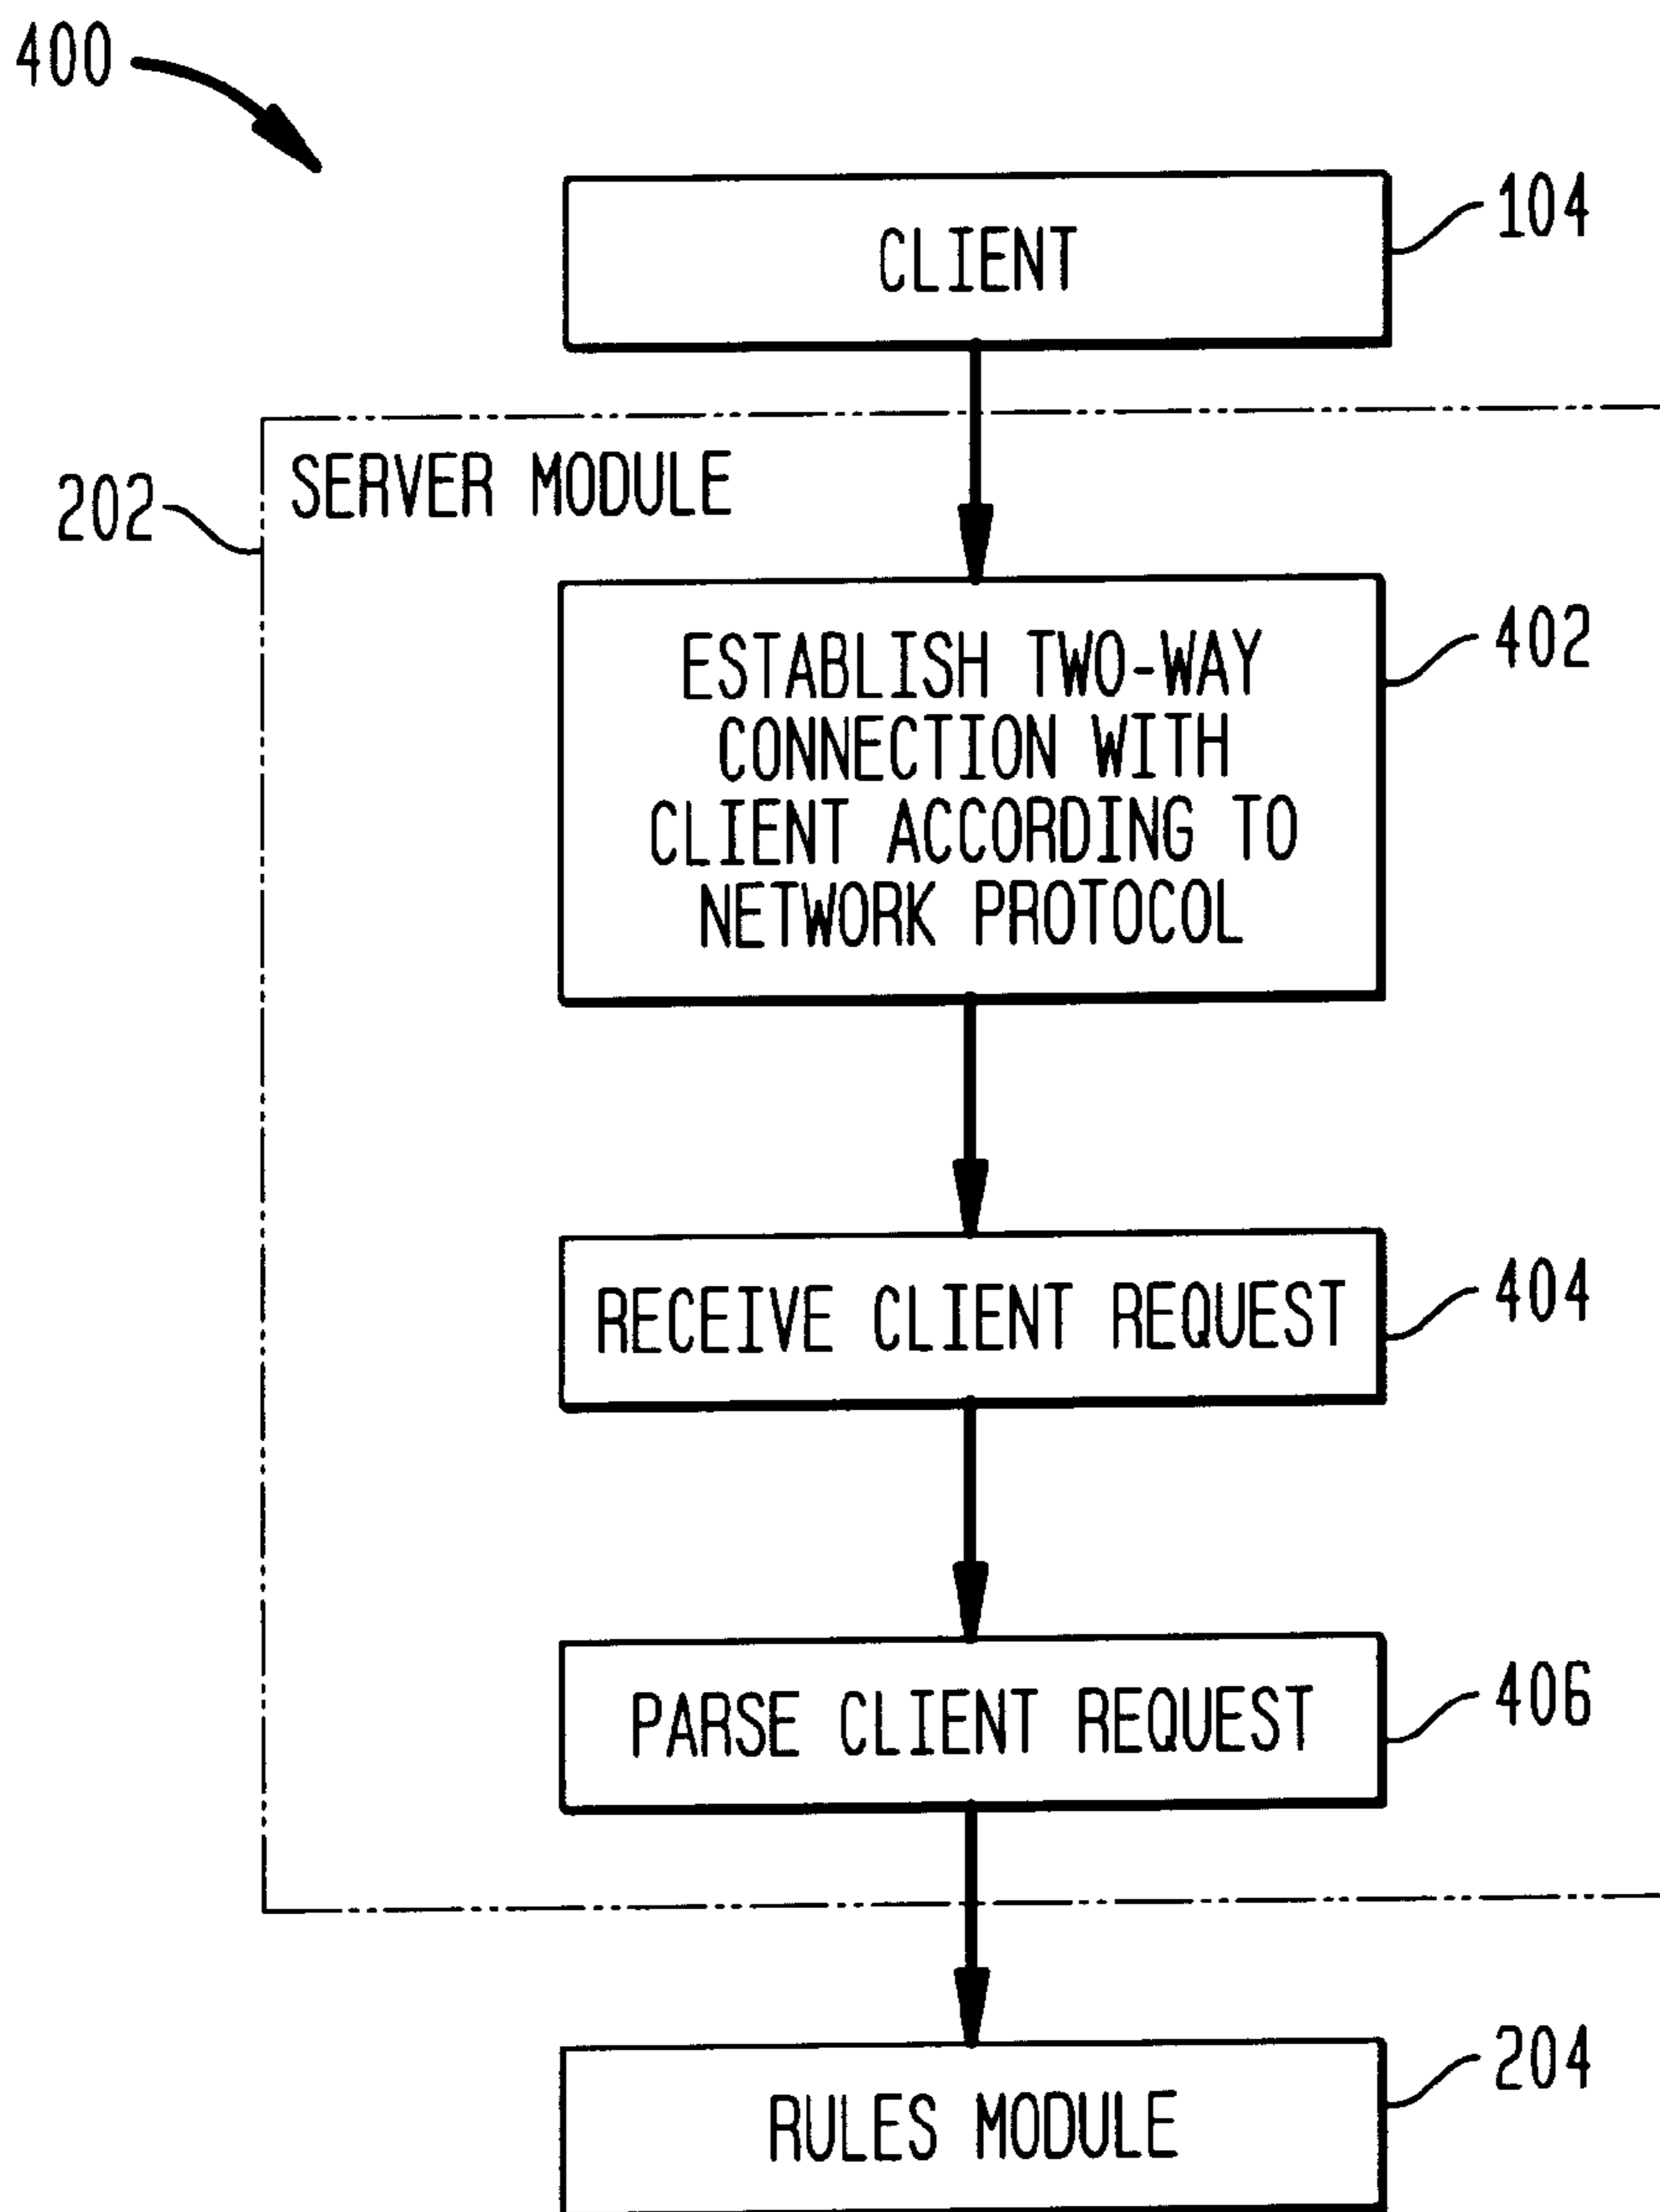 400
CLIENT
104
SERVER MODULE
202
ESTABLISH TWO-WAY
CONNECTION WITH
CLIENT ACCORDING TO
NETWORK PROTOCOL
402
RECEIVE CLIENT REQUEST
404
PARSE CLIENT REQUEST
406
RULES MODULE
204